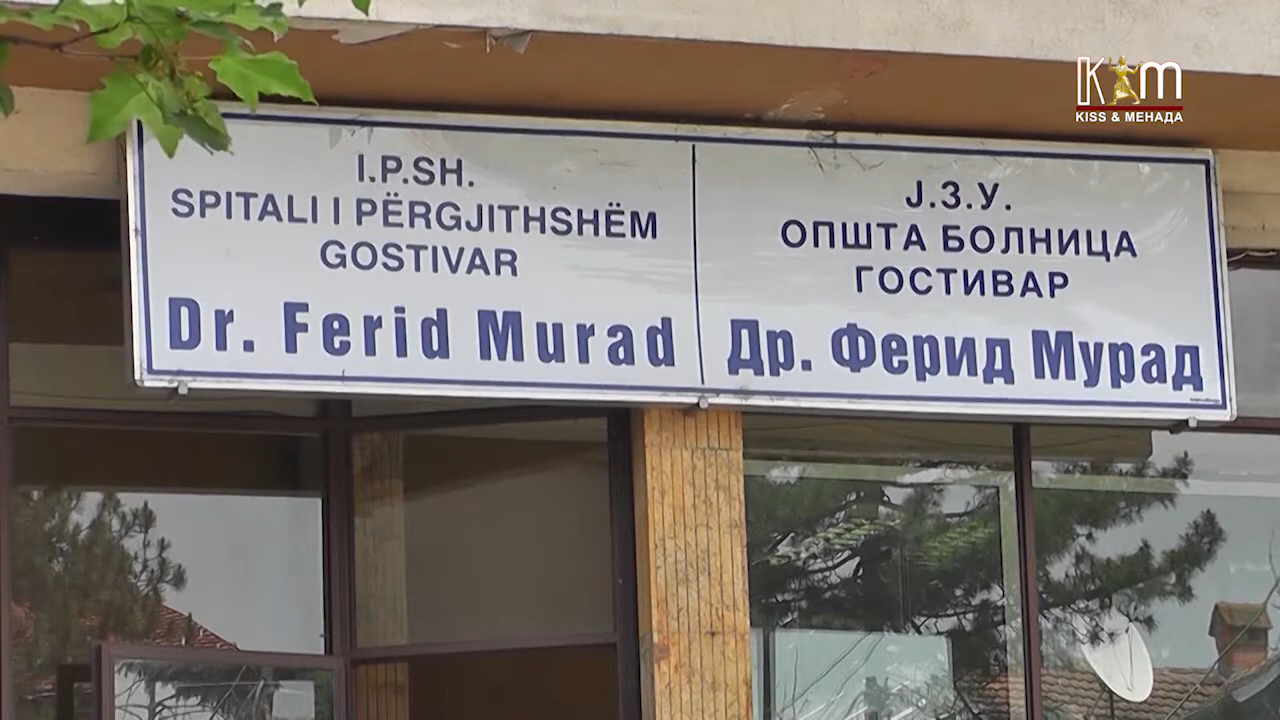 I.P.SH.
SPITALI I PËRGJITHSHËM
GOSTIVAR
Dr. Ferid Murad
Ј.З.У.
ОПШТА БОЛНИЦА
ГОСТИВАР
Др. Ферид Мурад
K m
KISS & МЕНАДА